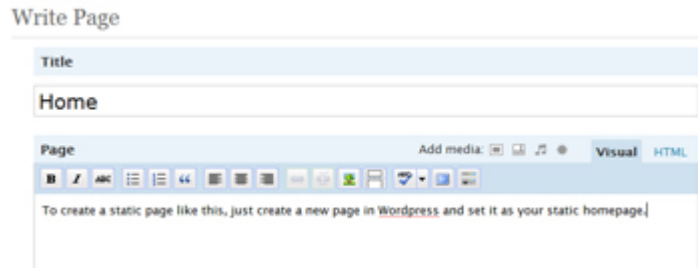 Write Page
Title
Home
Page Add media: Visual HTML
B I ABC
To create a static page like this, just create a new page in Wordpress and set it as your static homepage.